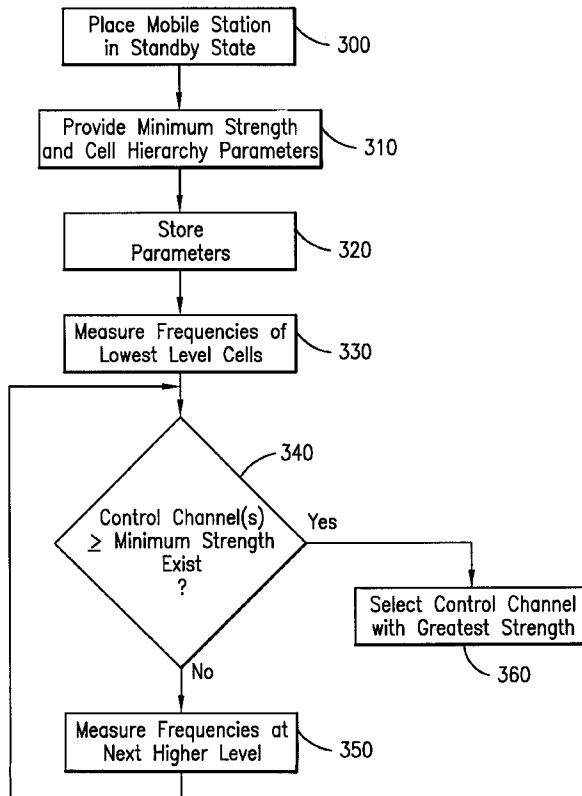 Place Mobile Station
in Standby State
300
Provide Minimum Strength
and Cell Hierarchy Parameters
310
Store
Parameters
320
Measure Frequencies of
Lowest Level Cells
330
340
Control Channel(s)
≥ Minimum Strength
Exist
?
Yes
Select Control Channel
with Greatest Strength
360
No
Measure Frequencies at
Next Higher Level
350